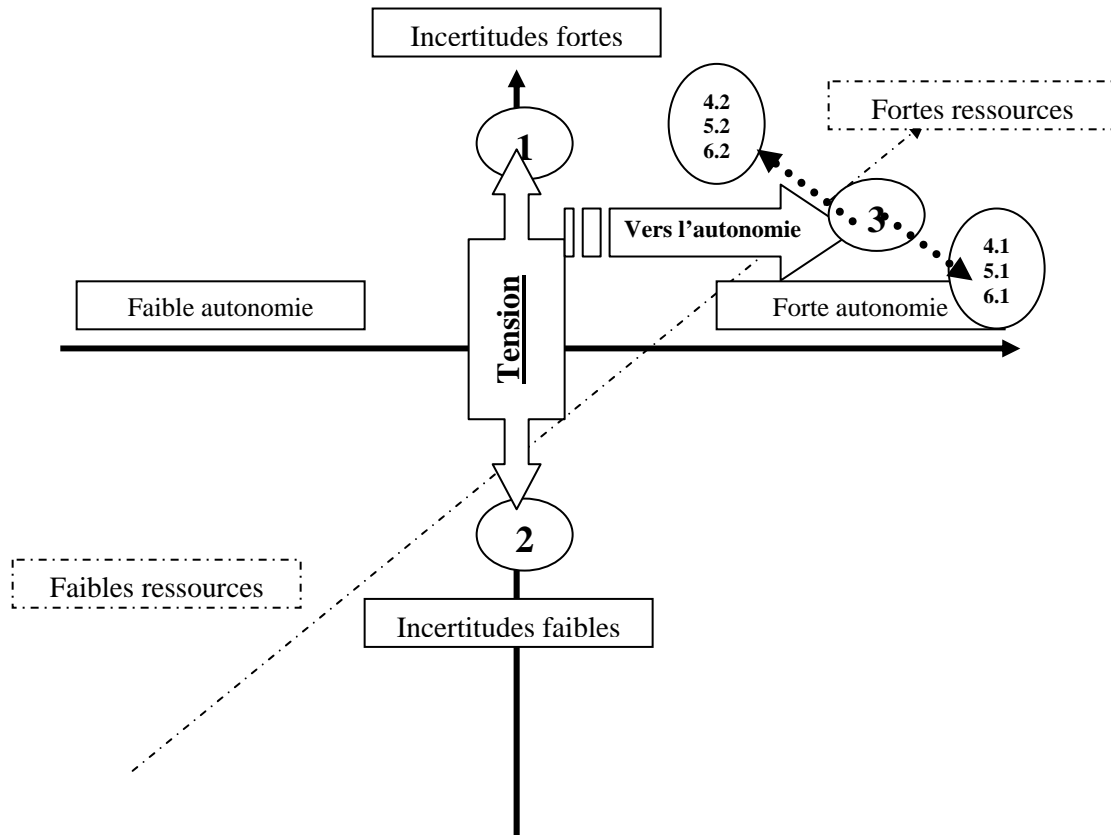 Incertitudes fortes
4.2
5.2
6.2
Fortes ressources
1
Vers l’autonomie
3
4.1
5.1
6.1
Faible autonomie
Forte autonomie
Tension
2
Faibles ressources
Incertitudes faibles